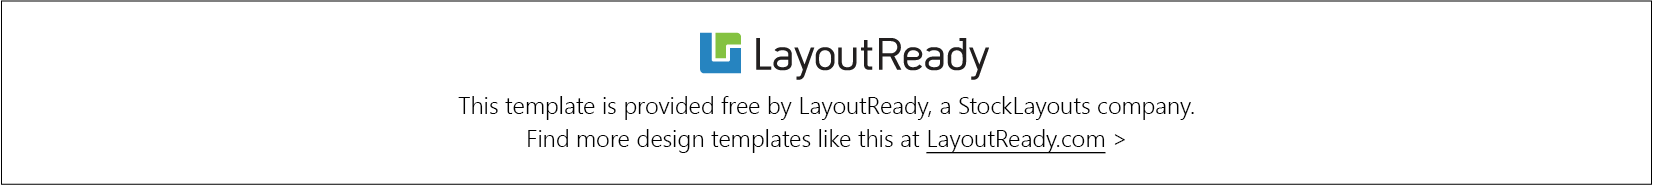 LayoutReady
This template is provided free by LayoutReady, a StockLayouts company.
Find more design templates like this at LayoutReady.com >